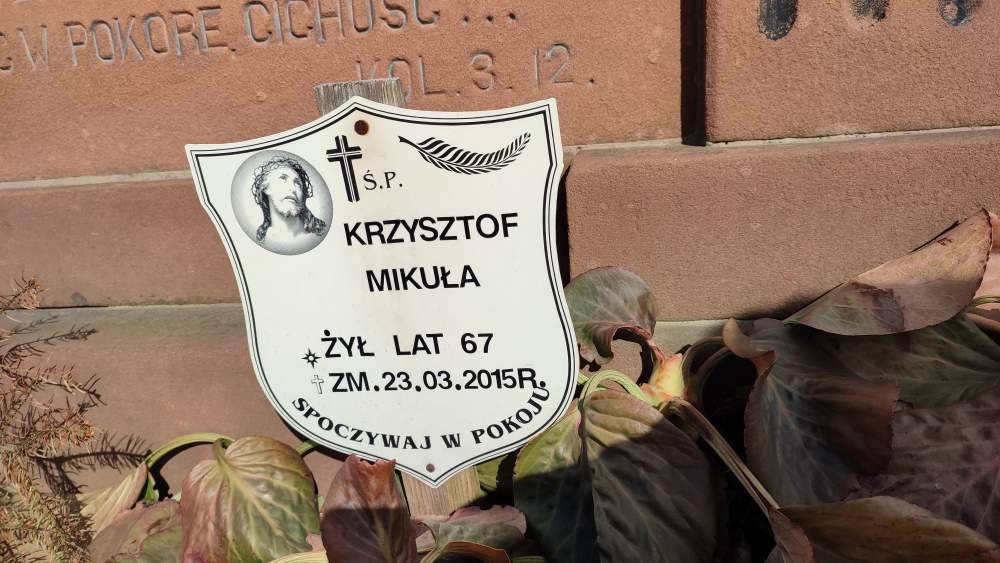 W POKORĘ, CICHOŚĆ ...
KOL. 3. 12.
Ś.P.
KRZYSZTOF
MIKUŁA
ŻYŁ LAT 67
ZM. 23.03.2015R.
SPOCZYWAJ W POKOJU